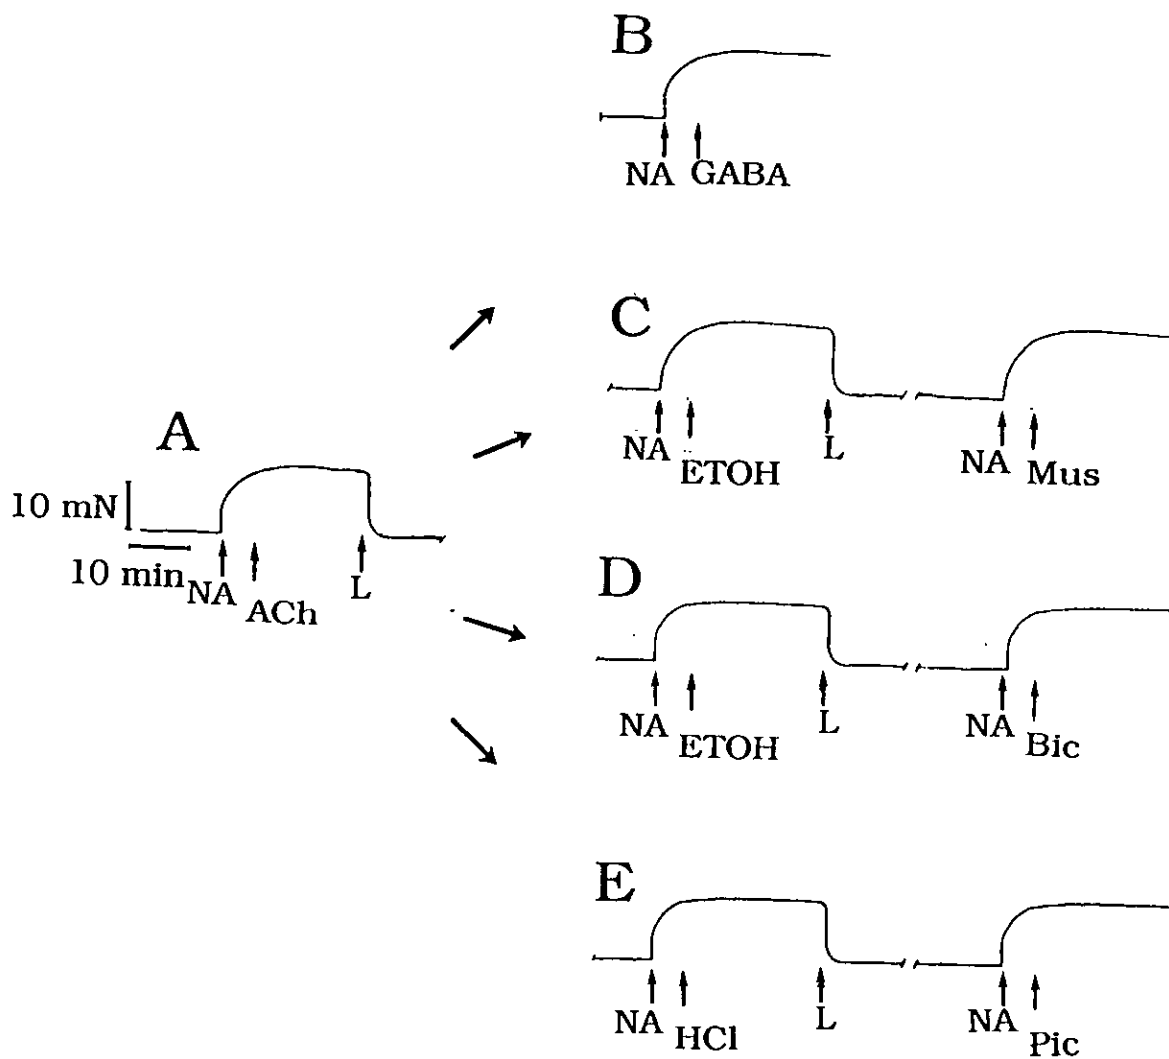 B
NA GABA
C
NA ETOH L NA Mus
A
10 mN
10 min NA ACh L
D
NA ETOH L NA Bic
E
NA HCl L NA Pic